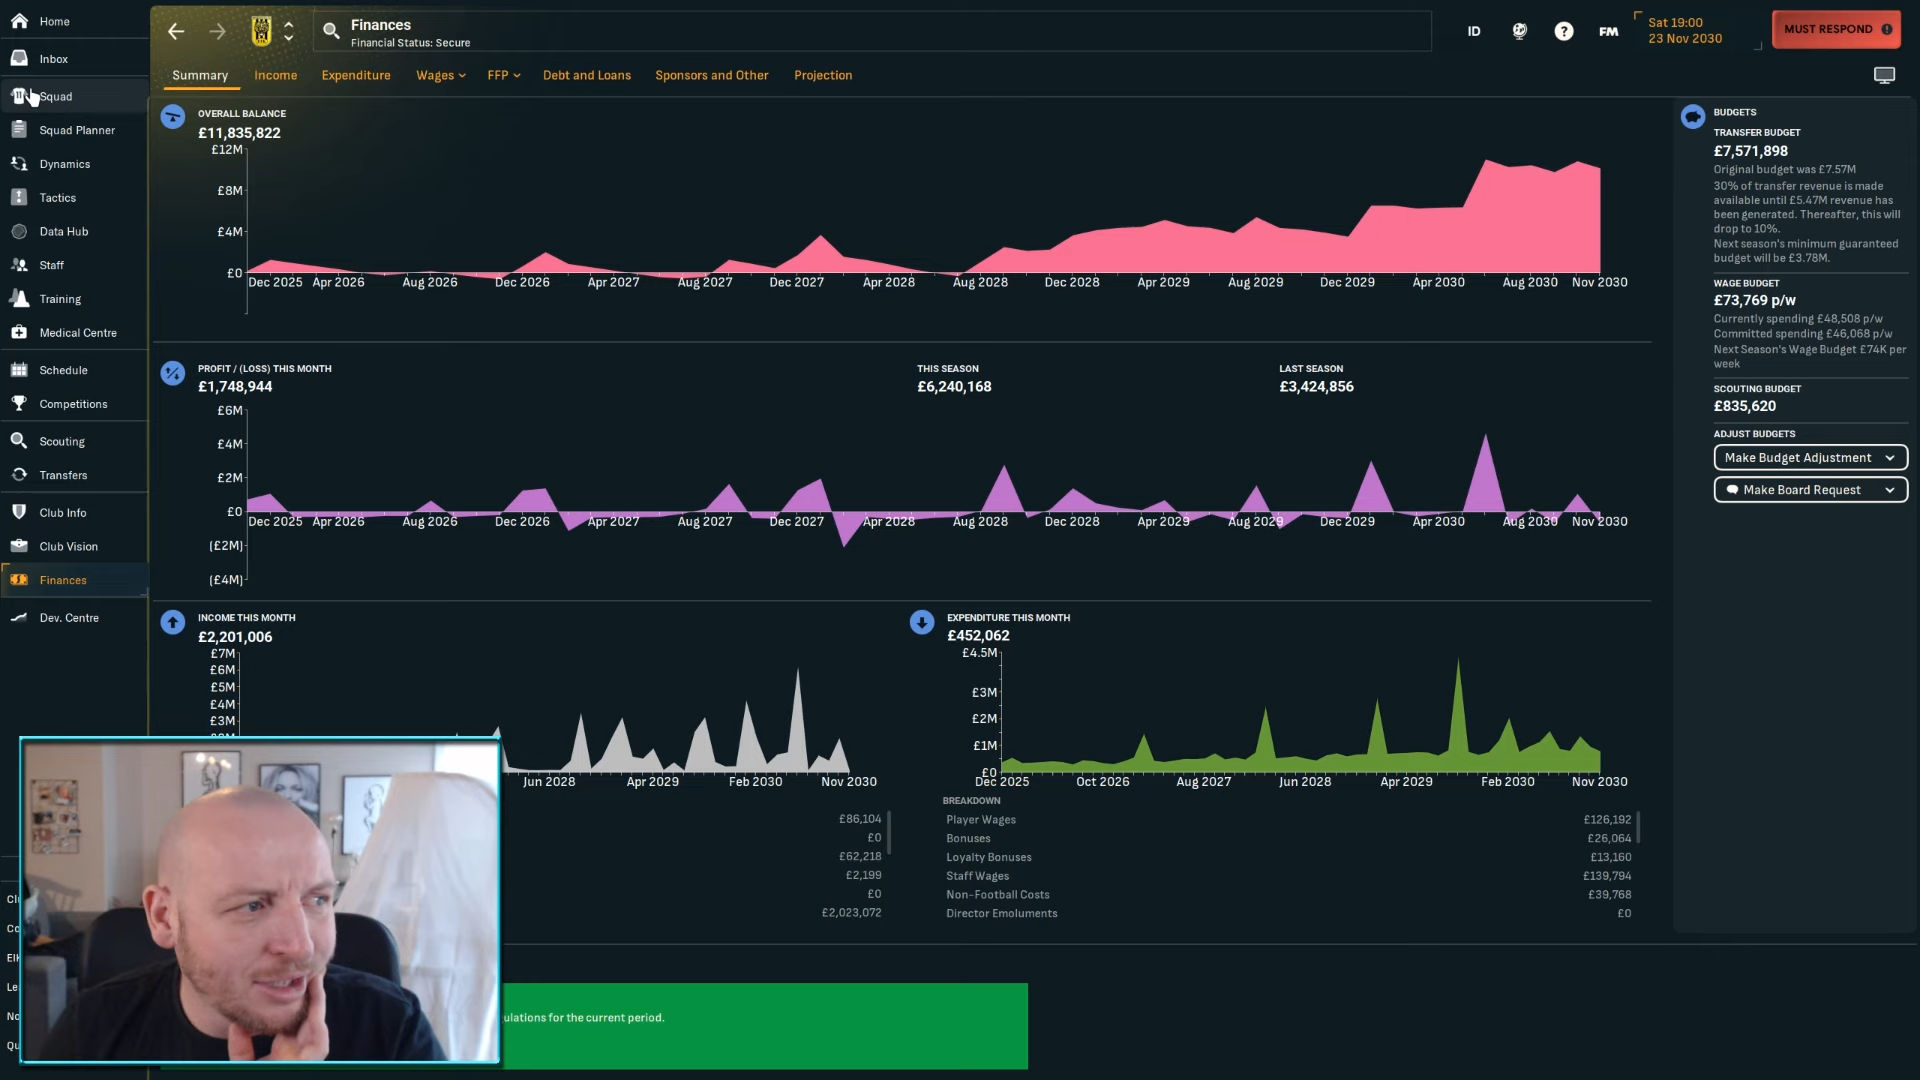 Home
Inbox
Squad
Squad Planner
Dynamics
Tactics
Data Hub
Staff
Training
Medical Centre
Schedule
Competitions
Scouting
Transfers
Club Info
Club Vision
Finances
Dev. Centre
Finances
Financial Status: Secure
ID
FM
Sat 19:00
23 Nov 2030
MUST RESPOND
Summary
Income
Expenditure
Wages
FFP
Debt and Loans
Sponsors and Other
Projection
OVERALL BALANCE
£11,835,822
£12M
£8M
£4M
£0
Dec 2025 Apr 2026 Aug 2026 Dec 2026 Apr 2027 Aug 2027 Dec 2027 Apr 2028 Aug 2028 Dec 2028 Apr 2029 Aug 2029 Dec 2029 Apr 2030 Aug 2030 Nov 2030
PROFIT / (LOSS) THIS MONTH
£1,748,944
THIS SEASON
£6,240,168
LAST SEASON
£3,424,856
£6M
£4M
£2M
£0
Dec 2025 Apr 2026 Aug 2026 Dec 2026 Apr 2027 Aug 2027 Dec 2027 Apr 2028 Aug 2028 Dec 2028 Apr 2029 Aug 2029 Dec 2029 Apr 2030 Aug 2030 Nov 2030
(£2M)
(£4M)
INCOME THIS MONTH
£2,201,006
£7M
£6M
£5M
£4M
£3M
Jun 2028 Apr 2029 Feb 2030 Nov 2030
£86,104
£0
£62,218
£2,199
£0
£2,023,072
EXPENDITURE THIS MONTH
£452,062
£4.5M
£3M
£2M
£1M
£0
Dec 2025 Oct 2026 Aug 2027 Jun 2028 Apr 2029 Feb 2030 Nov 2030
BREAKDOWN
Player Wages £126,192
Bonuses £26,064
Loyalty Bonuses £13,160
Staff Wages £139,794
Non-Football Costs £39,768
Director Emoluments £0
BUDGETS
TRANSFER BUDGET
£7,571,898
Original budget was £7.57M
30% of transfer revenue is made
available until £5.47M revenue has
been generated. Thereafter, this will
drop to 10%.
Next season's minimum guaranteed
budget will be £3.78M.
WAGE BUDGET
£73,769 p/w
Currently spending £48,508 p/w
Committed spending £46,068 p/w
Next Season's Wage Budget £74K per
week
SCOUTING BUDGET
£835,620
ADJUST BUDGETS
Make Budget Adjustment
Make Board Request
Co
Le
No
Qu
ulations for the current period.